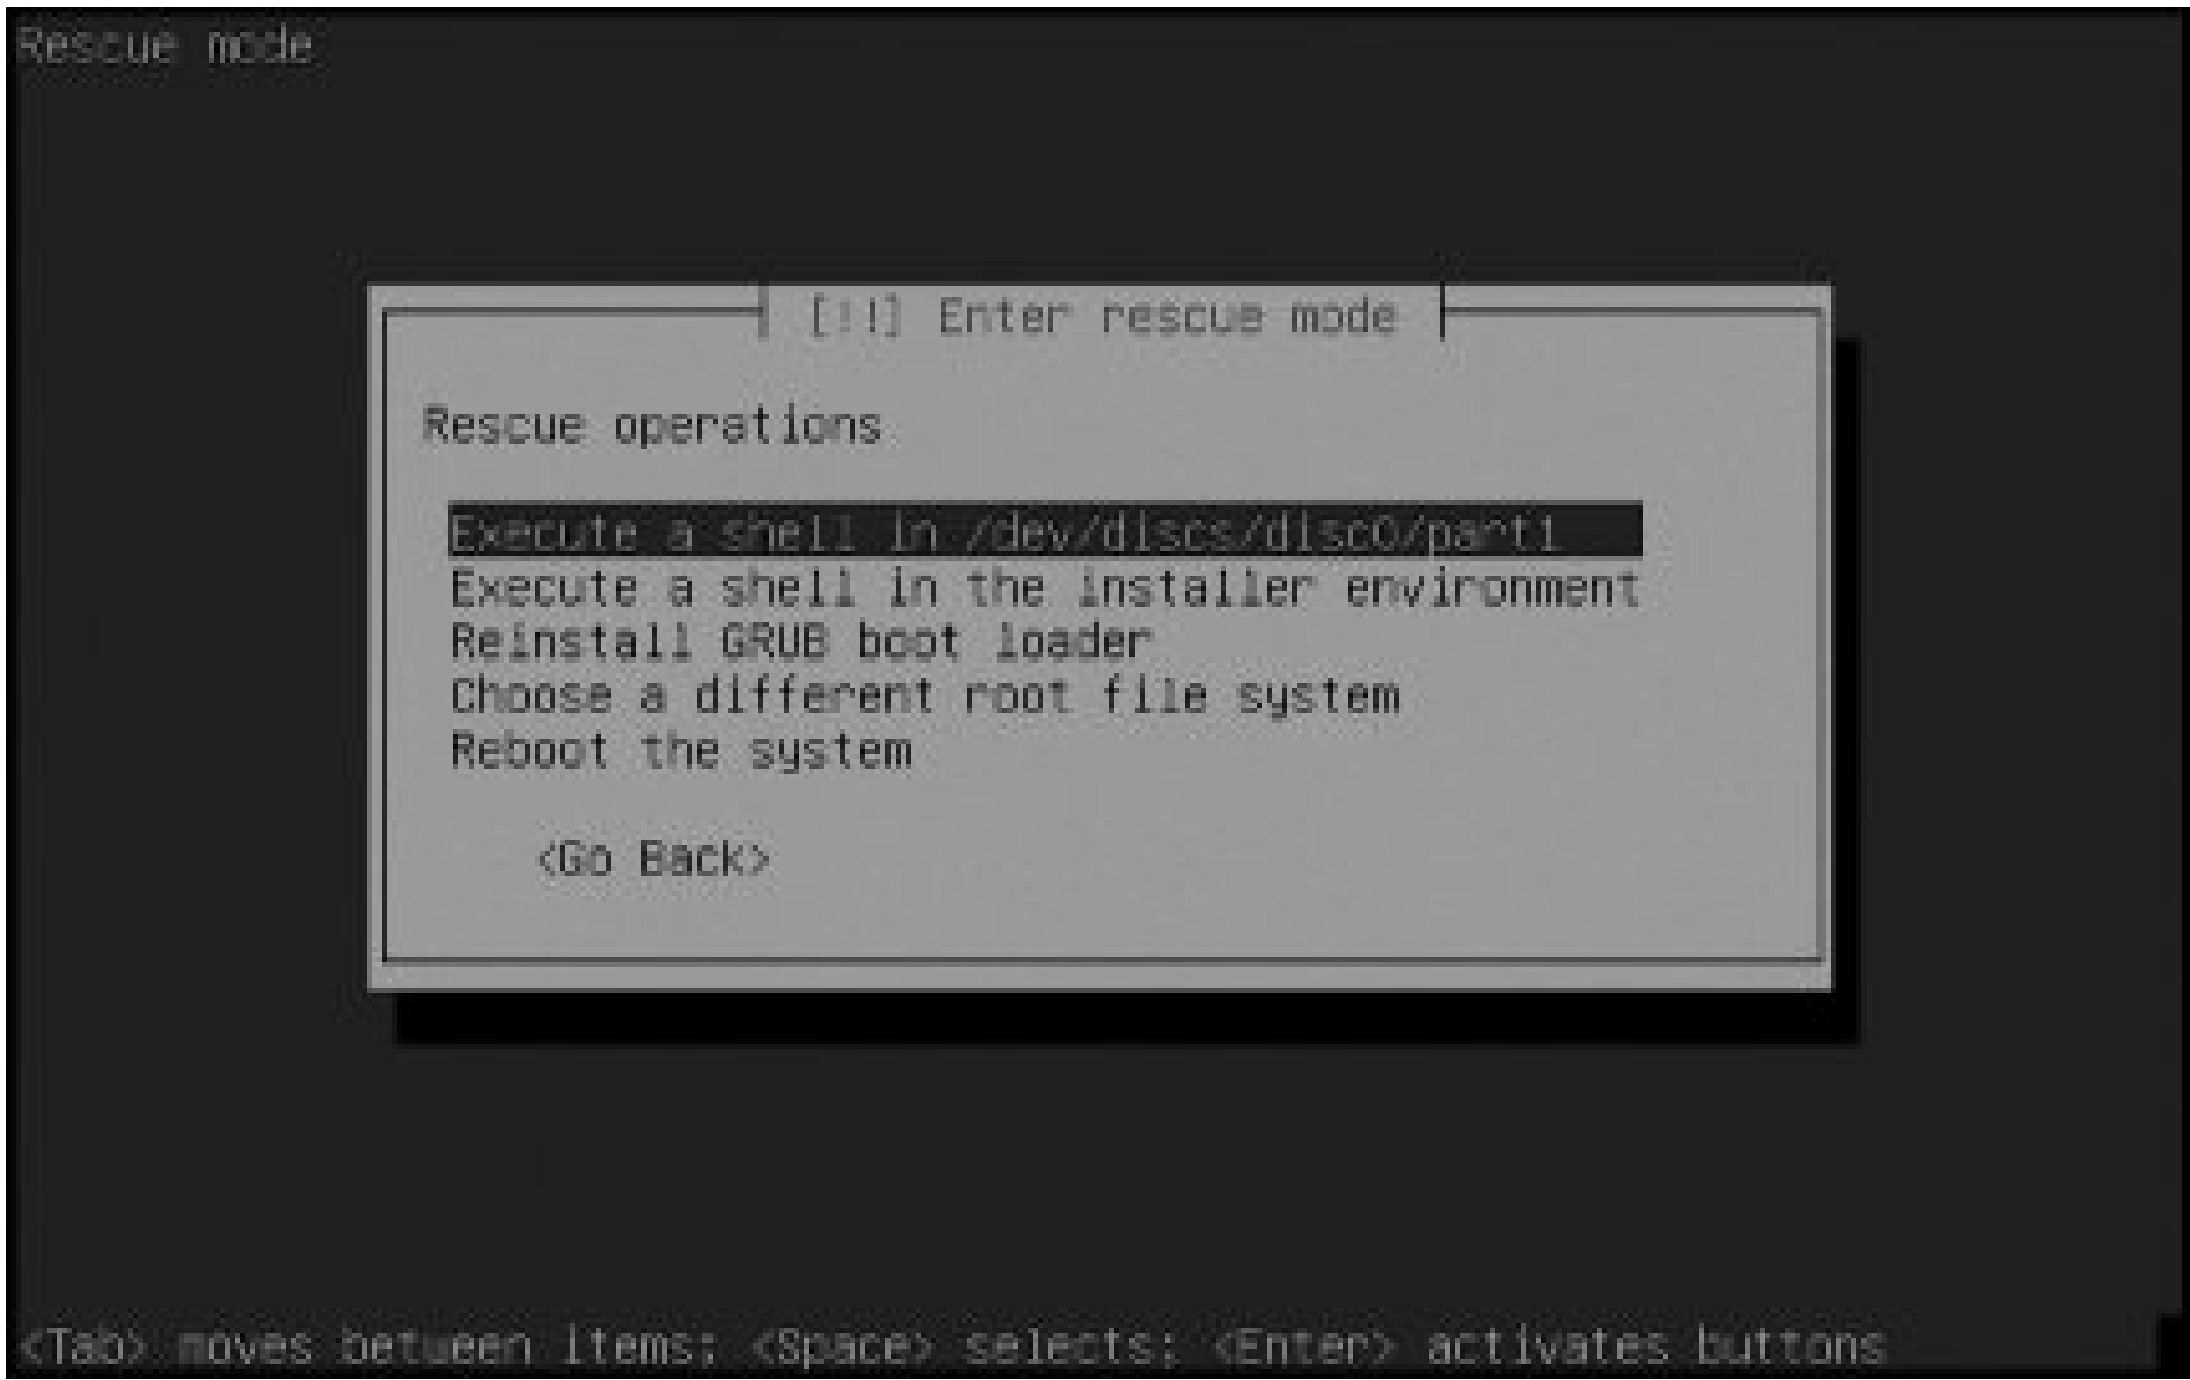 Rescue mode
[!!] Enter rescue mode
Rescue operations
Execute a shell in /dev/discs/disc0/part1
Execute a shell in the installer environment
Reinstall GRUB boot loader
Choose a different root file system
Reboot the system
<Go Back>
<Tab> moves between items; <Space> selects; <Enter> activates buttons